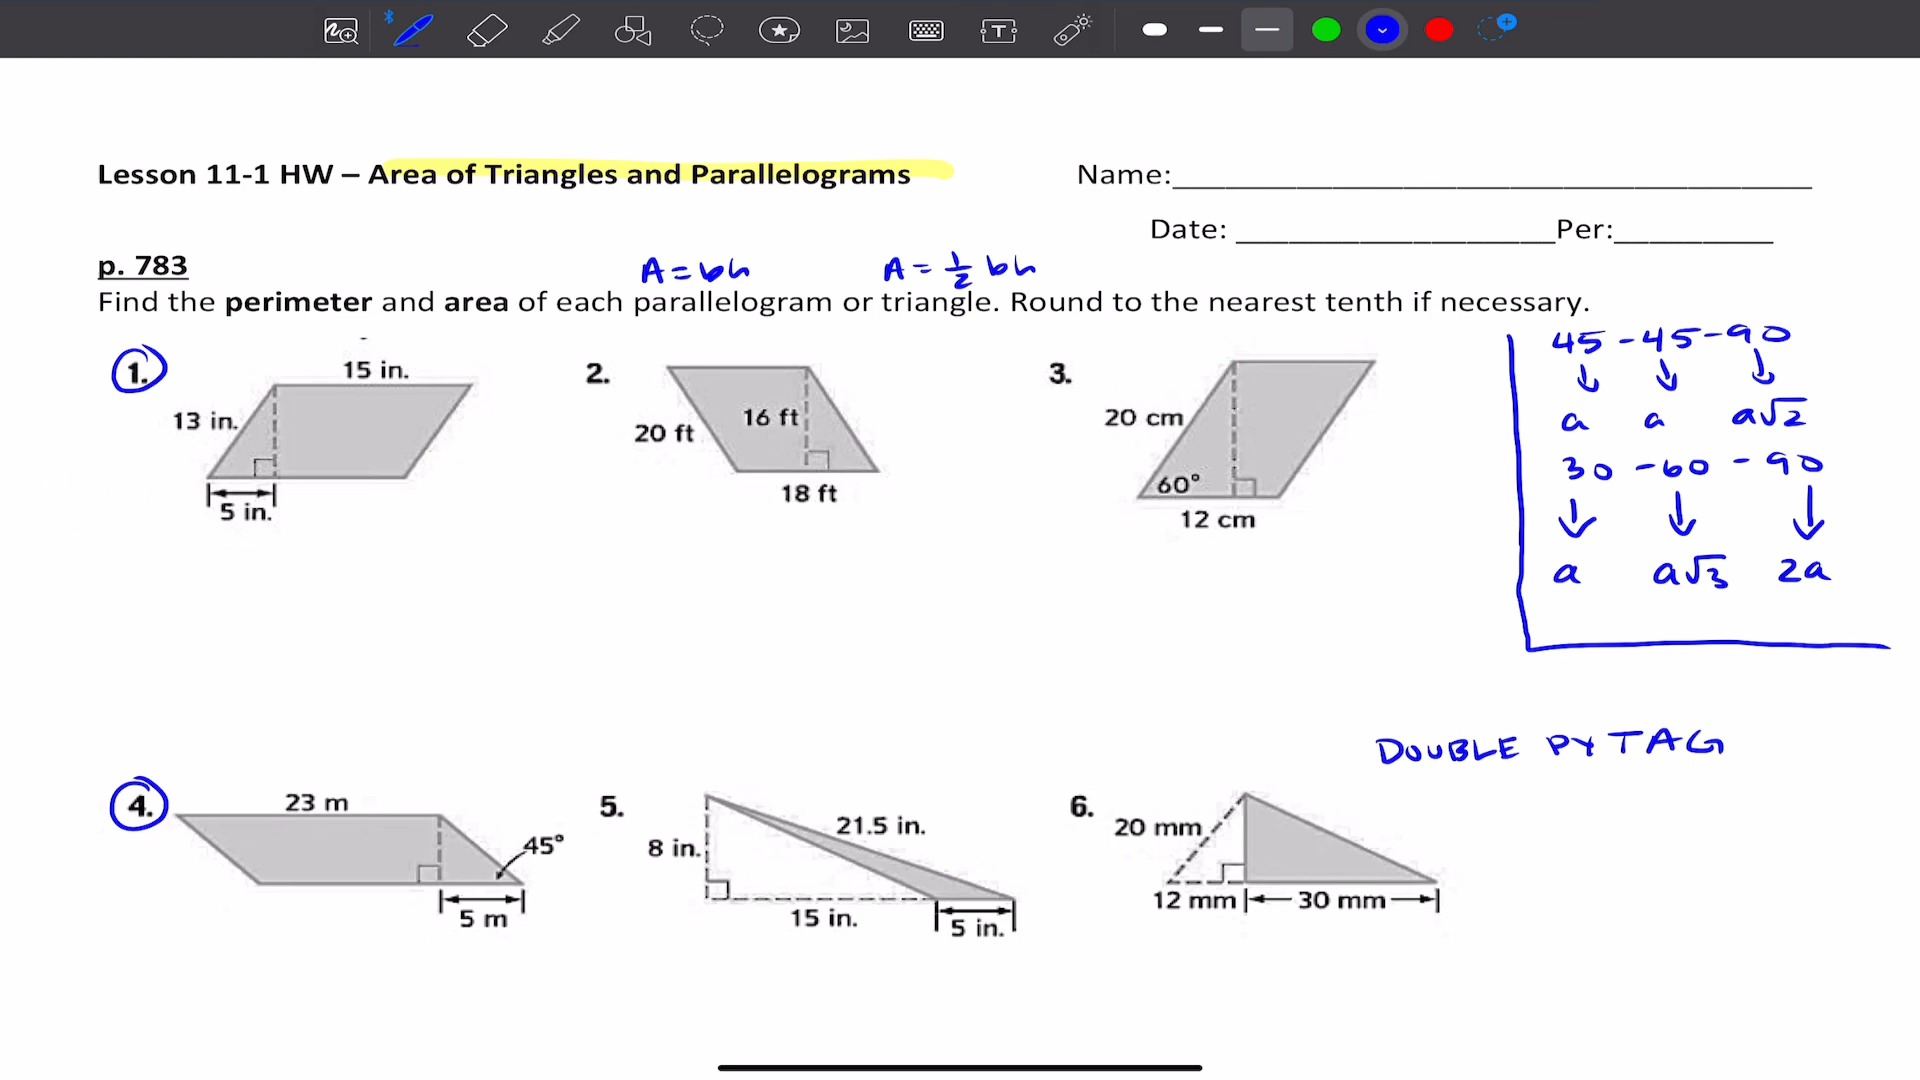 Lesson 11-1 HW – Area of Triangles and Parallelograms
Name:
Date: Per:
p. 783
A = bh
A = 1/2 bh
Find the perimeter and area of each parallelogram or triangle. Round to the nearest tenth if necessary.
1.
15 in.
13 in.
5 in.
2.
16 ft
20 ft
18 ft
3.
20 cm
60°
12 cm
45 - 45 - 90
↓ ↓ ↓
a a a√2
30 - 60 - 90
↓ ↓ ↓
a a√3 2a
DOUBLE PYTAG
4.
23 m
45°
5 m
5.
21.5 in.
8 in.
15 in.
5 in.
6.
20 mm
12 mm
30 mm
T